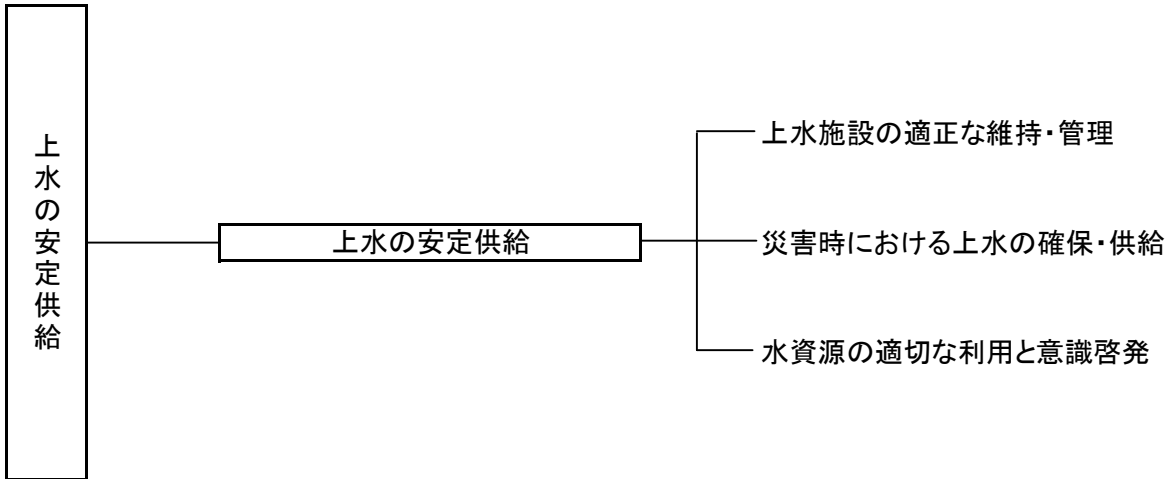 上水の安定供給
上水の安定供給
上水施設の適正な維持・管理
災害時における上水の確保・供給
水資源の適切な利用と意識啓発